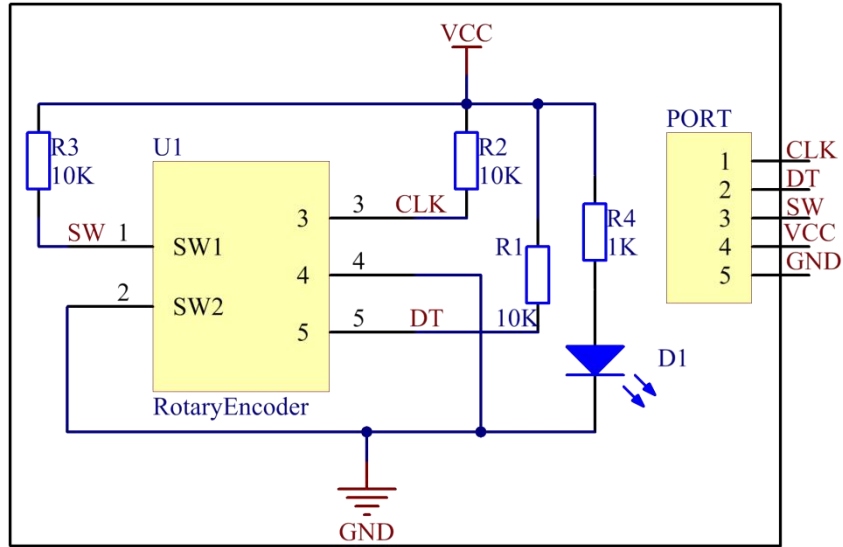 VCC
PORT
R3
10K
U1
R2
10K
CLK
1
DT
2
SW
3
VCC
4
GND
5
3
3
CLK
R4
1K
SW
1
SW1
R1
4
4
2
SW2
5
5
DT
10K
D1
RotaryEncoder
GND